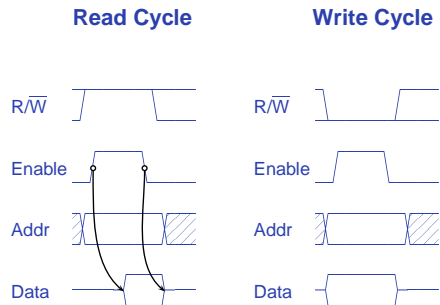 Read Cycle Write Cycle
R/W̅ R/W̅
Enable Enable
Addr Addr
Data Data